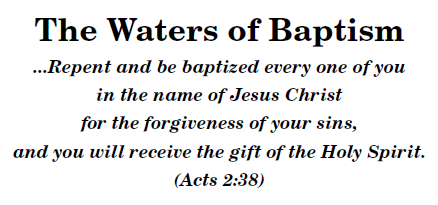 The Waters of Baptism
...Repent and be baptized every one of you
in the name of Jesus Christ
for the forgiveness of your sins,
and you will receive the gift of the Holy Spirit.
(Acts 2:38)